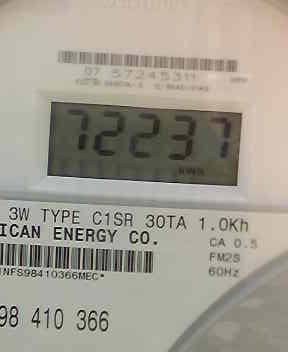 07 57245311
72237
kWh
3W TYPE C1SR 30TA 1.0Kh
ICAN ENERGY CO.
CA 0.5
FM2S
60Hz
NFS98410366MEC*
98 410 366